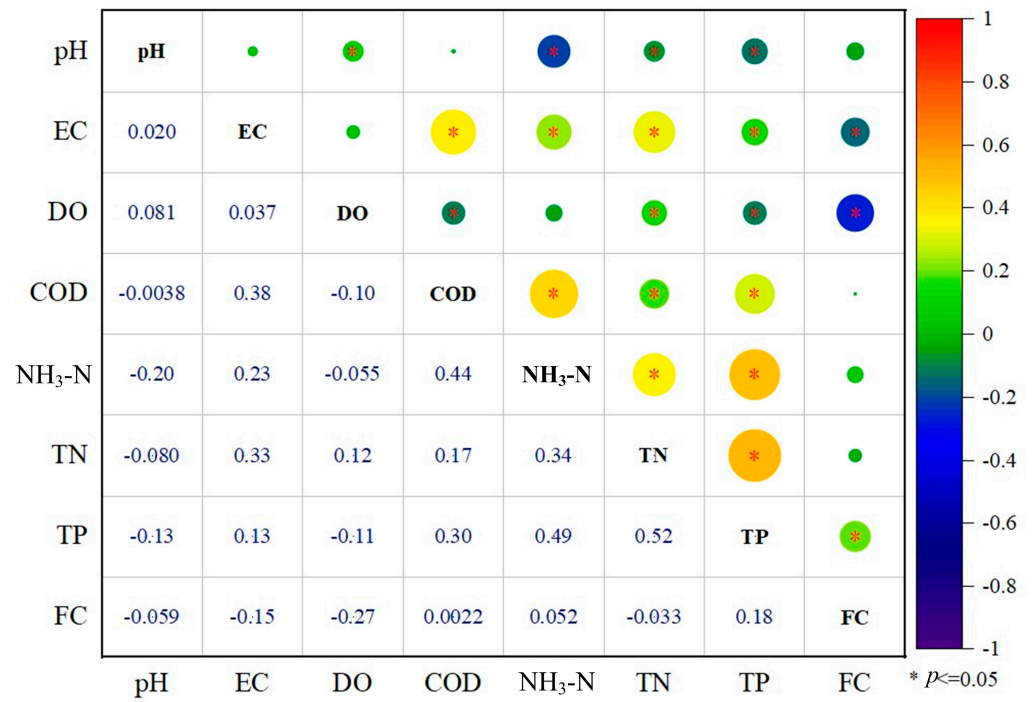 pH pH 1
EC 0.020 EC 0.8
DO 0.081 0.037 DO 0.6
COD -0.0038 0.38 -0.10 COD 0.4
NH₃-N -0.20 0.23 -0.055 0.44 NH₃-N 0.2
TN -0.080 0.33 0.12 0.17 0.34 TN 0
TP -0.13 0.13 -0.11 0.30 0.49 0.52 TP -0.2
FC -0.059 -0.15 -0.27 0.0022 0.052 -0.033 0.18 FC -0.4
-0.6
-0.8
-1
pH EC DO COD NH₃-N TN TP FC * p<=0.05